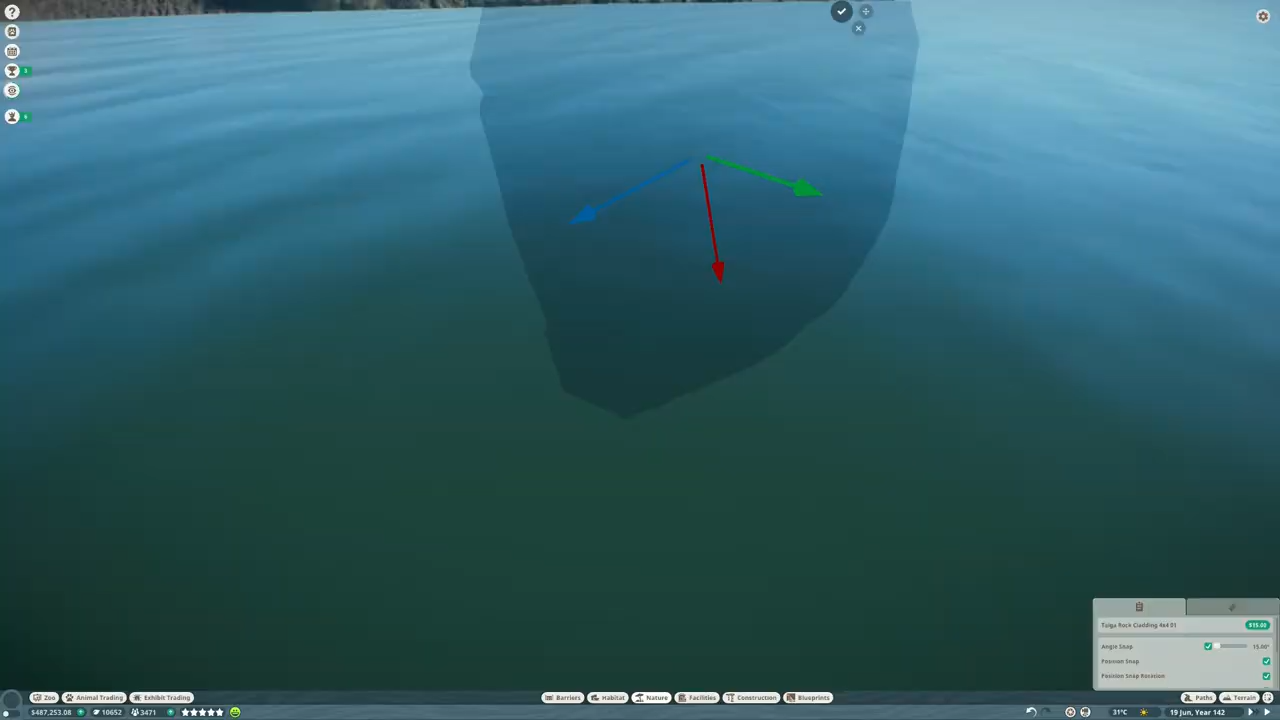 ?
3
6
Taiga Rock Cladding 4x4 01 $15.00
Angle Snap 15.00°
Position Snap
Position Snap Rotation
Zoo Animal Trading Exhibit Trading Barriers Habitat Nature Facilities Construction Blueprints Paths Terrain
$487,253.08 10652 3471 31°C 19 Jun, Year 142